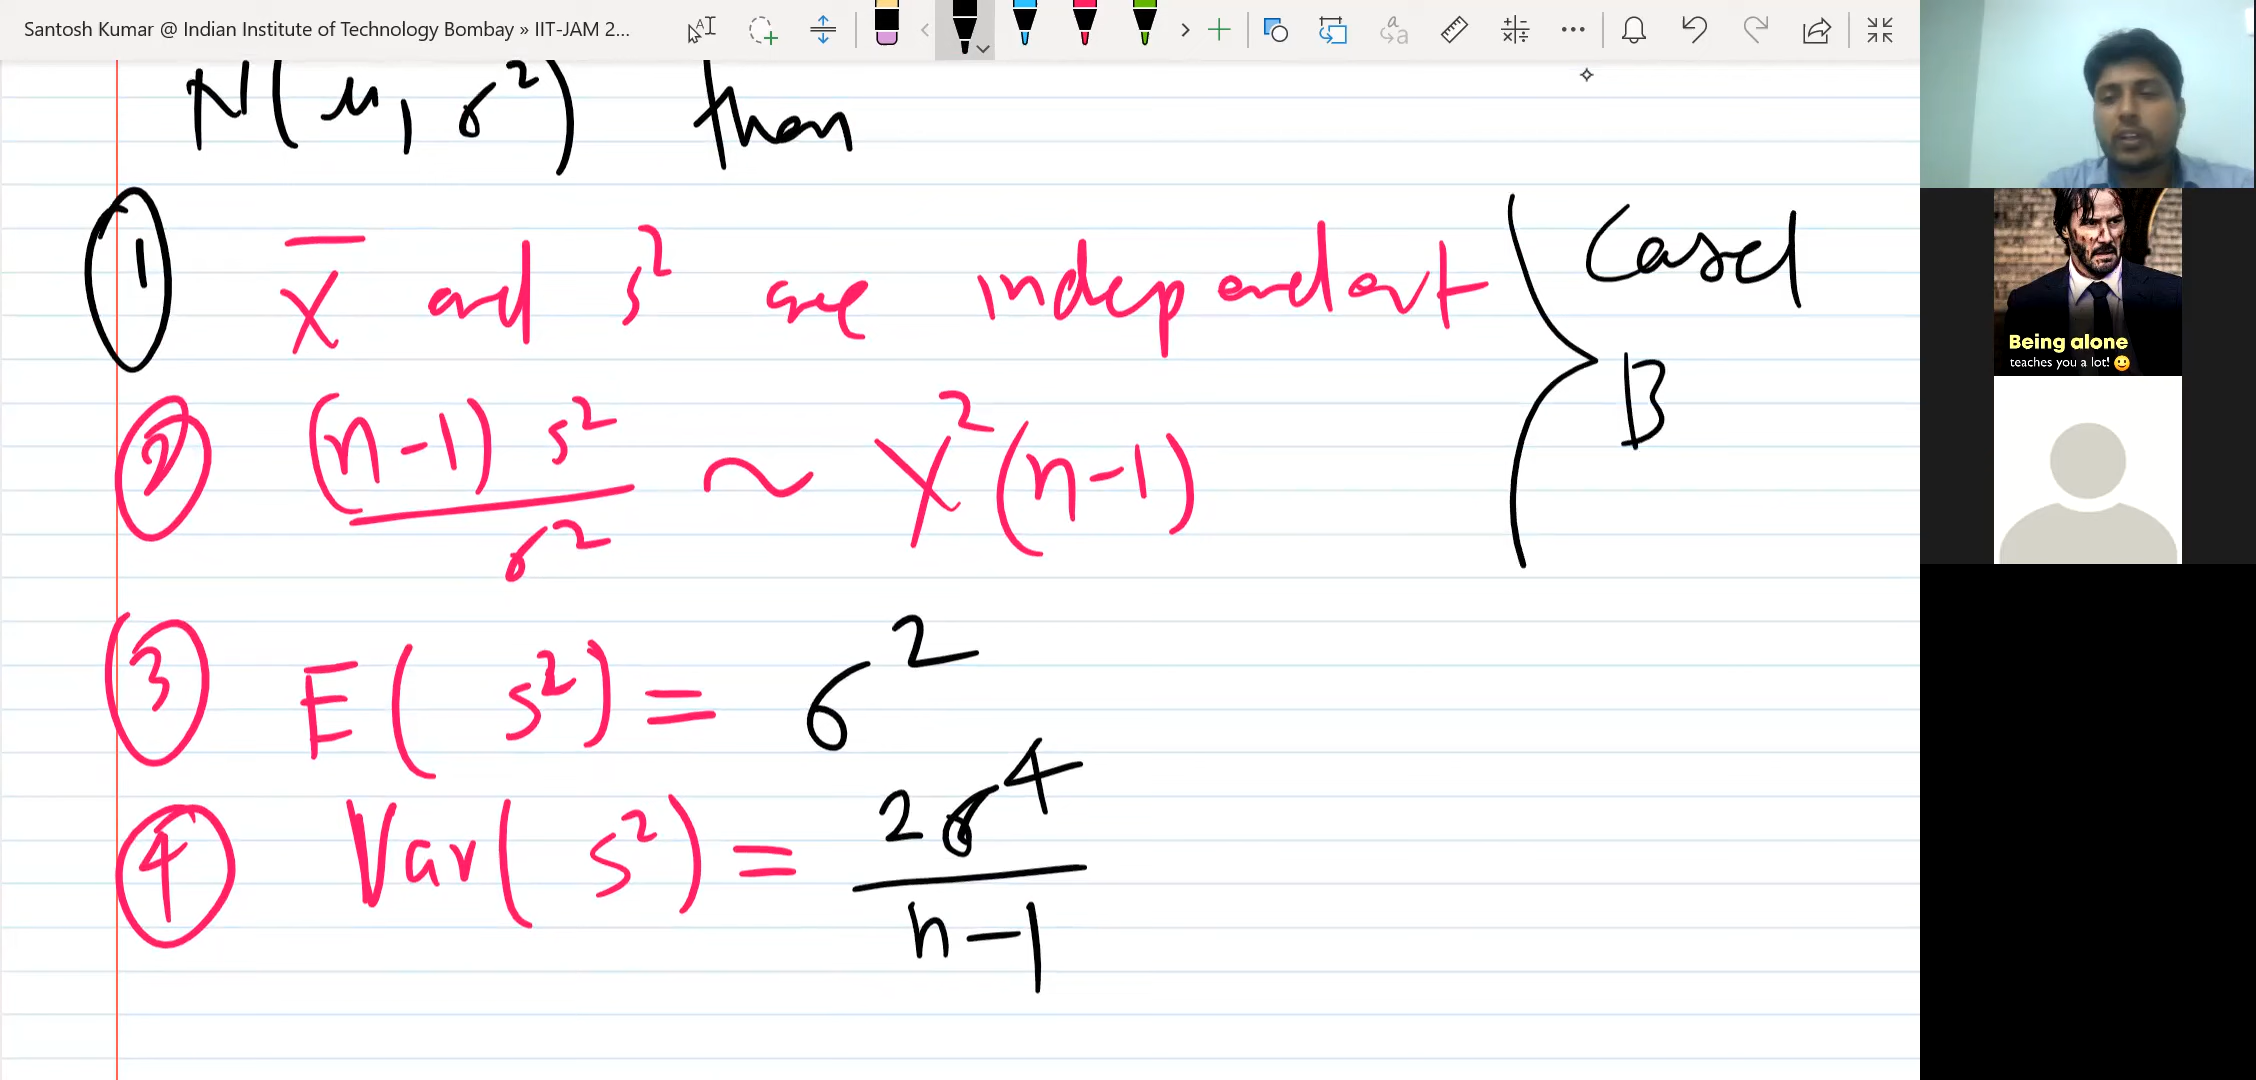 Santosh Kumar @ Indian Institute of Technology Bombay » IIT-JAM 2...
N(μ, σ²) then
① X̅ and s² are independent
Casel
B
② (n-1) s² / σ² ~ χ²(n-1)
③ E( s²) = σ²
④ Var( s²) = 2σ⁴ / n-1
Being alone
teaches you a lot! 😀